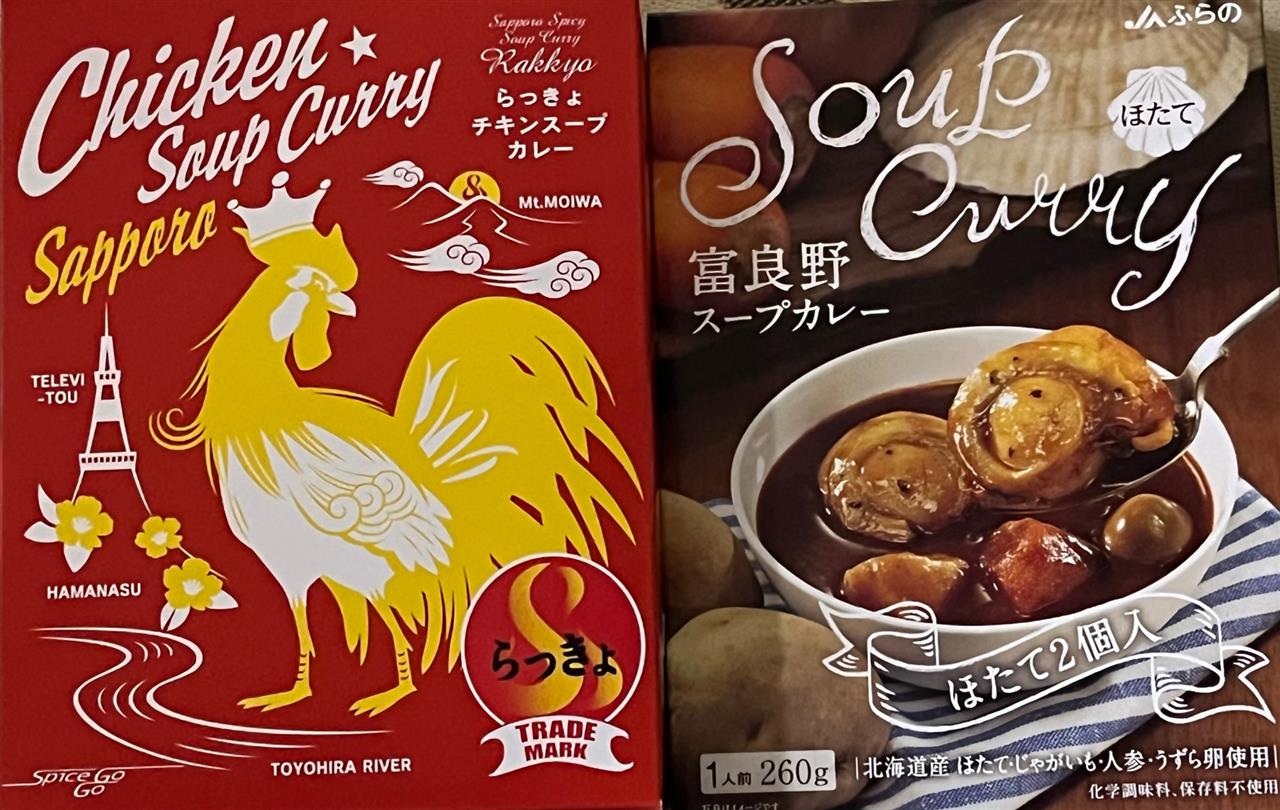 Chicken
Soup Curry
Sapporo
Sapporo Spicy
Soup Curry
Rakkyo
らっきょ
チキンスープ
カレー
&
Mt.MOIWA
TELEVI
-TOU
HAMANASU
らっきょ
TRADE
MARK
TOYOHIRA RIVER
Spice Go
Go
JAふらの
Soup
Curry
ほたて
富良野
スープカレー
ほたて2個入
1人前 260g
北海道産 ほたて・じゃがいも・人参・うずら卵使用
化学調味料、保存料不使用